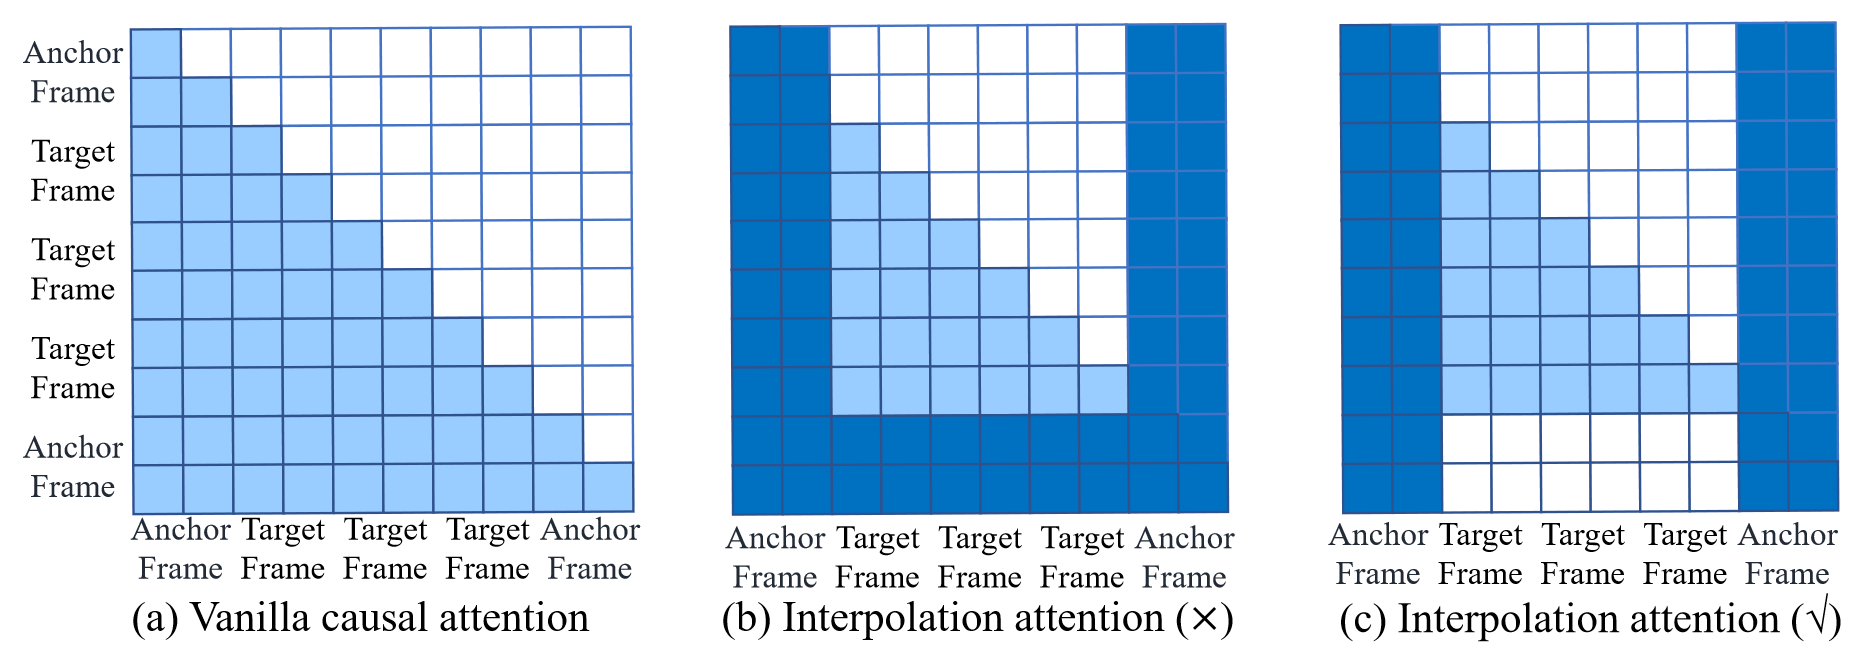 Anchor
Frame
Target
Frame
Target
Frame
Target
Frame
Anchor
Frame
Anchor Target Target Target Anchor
Frame Frame Frame Frame Frame
(a) Vanilla causal attention
Anchor Target Target Target Anchor
Frame Frame Frame Frame Frame
(b) Interpolation attention (×)
Anchor Target Target Target Anchor
Frame Frame Frame Frame Frame
(c) Interpolation attention (√)